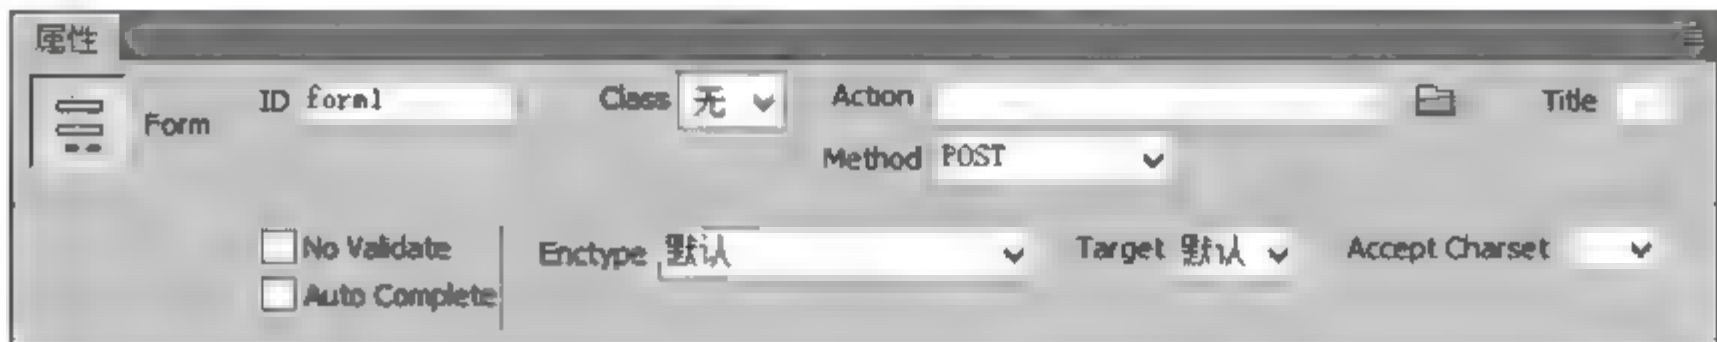 属性
Form
ID form1
Class 无
Action
Title
Method POST
No Validate
Enctype 默认
Target 默认
Accept Charset
Auto Complete